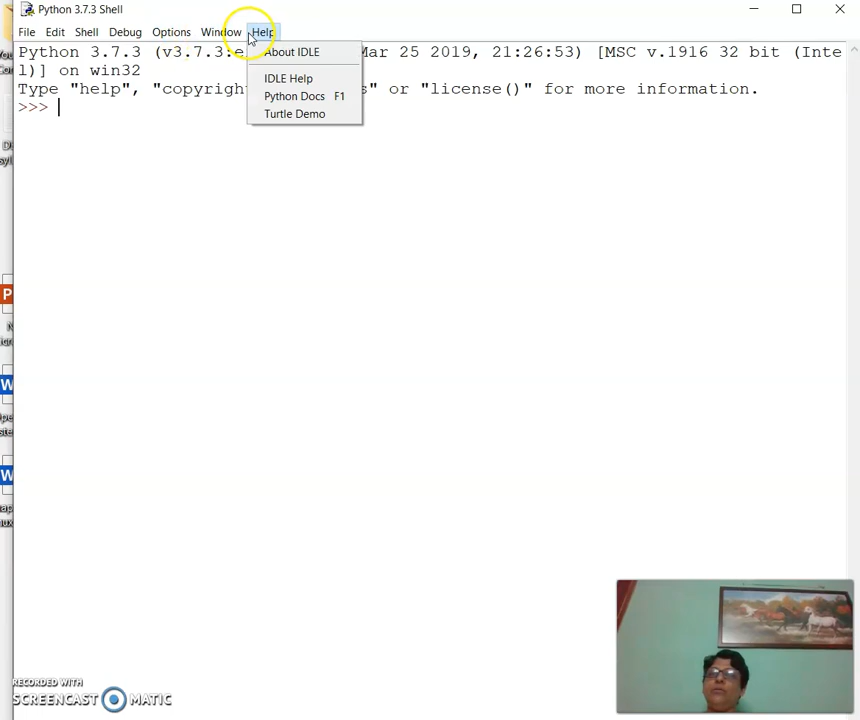 Python 3.7.3 Shell
File Edit Shell Debug Options Window Help
Python 3.7.3 (v3.7.3:e Mar 25 2019, 21:26:53) [MSC v.1916 32 bit (Inte
l)] on win32
Type "help", "copyrigh s" or "license()" for more information.
>>>
About IDLE
IDLE Help
Python Docs F1
Turtle Demo
RECORDED WITH
SCREENCAST MATIC